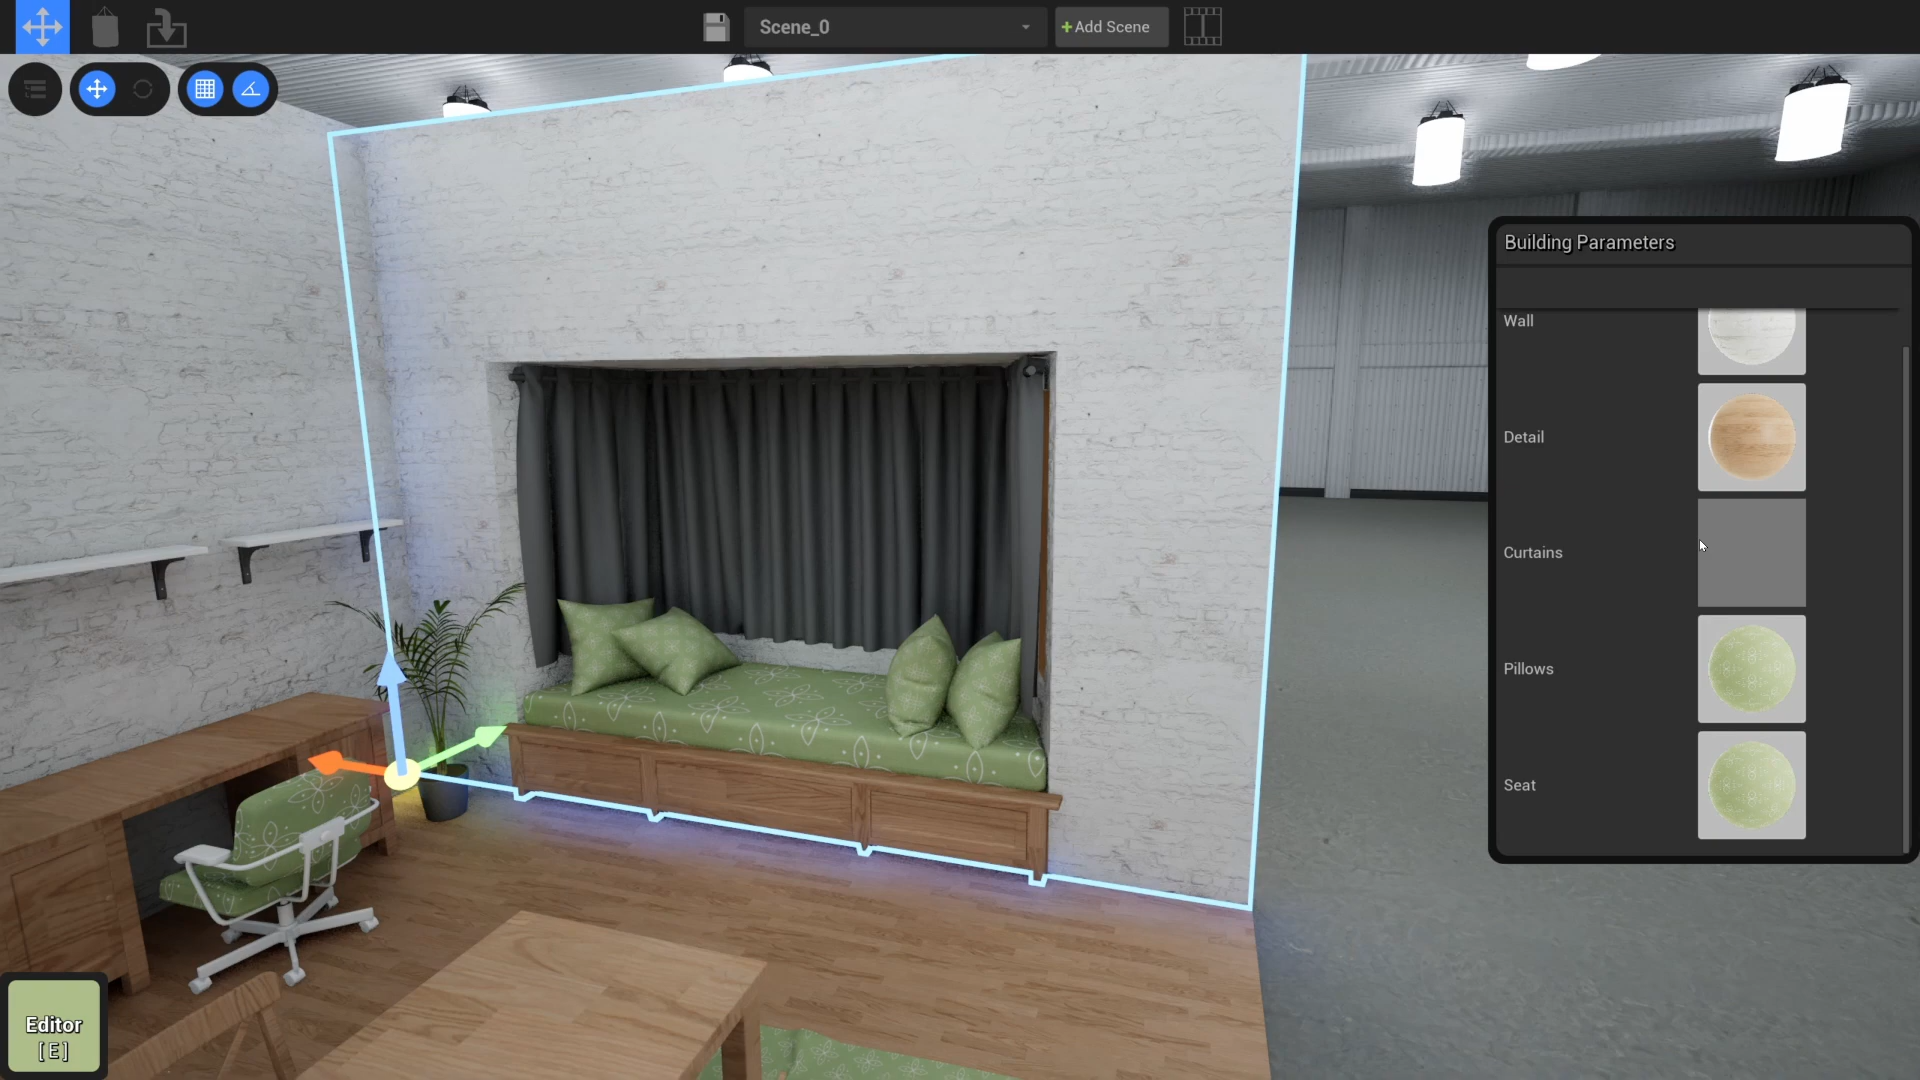 Scene_0
+Add Scene
Building Parameters
Wall
Detail
Curtains
Pillows
Seat
Editor
[E]